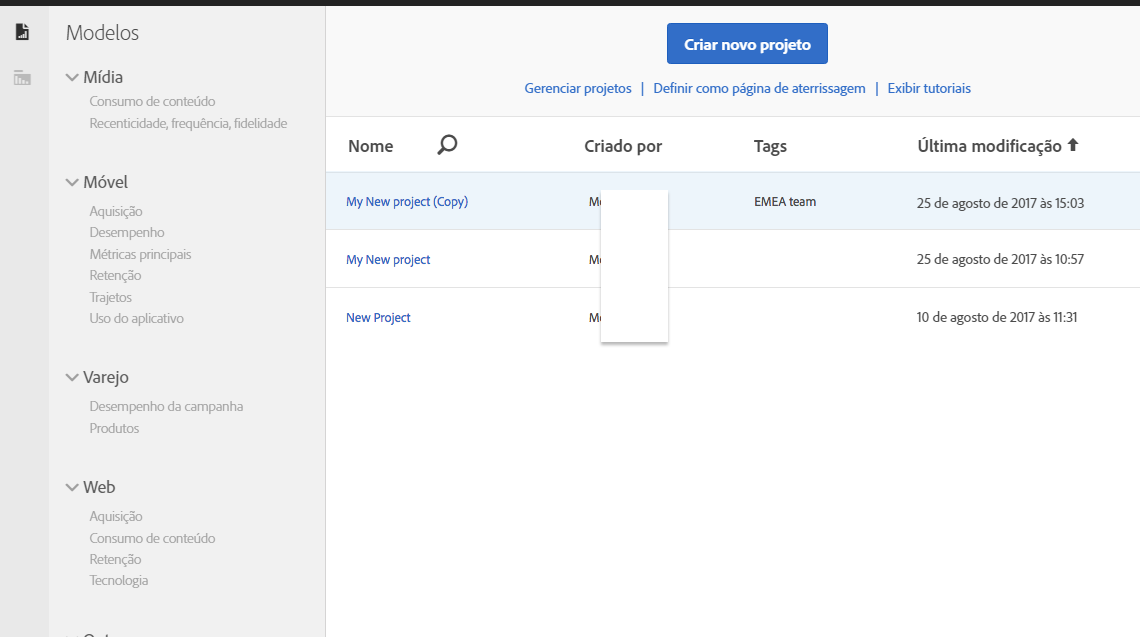 Modelos
Mídia
Consumo de conteúdo
Recenticidade, frequência, fidelidade
Móvel
Aquisição
Desempenho
Métricas principais
Retenção
Trajetos
Uso do aplicativo
Varejo
Desempenho da campanha
Produtos
Web
Aquisição
Consumo de conteúdo
Retenção
Tecnologia
Criar novo projeto
Gerenciar projetos | Definir como página de aterrissagem | Exibir tutoriais
Nome Criado por Tags Última modificação
My New project (Copy) EMEA team 25 de agosto de 2017 às 15:03
My New project 25 de agosto de 2017 às 10:57
New Project 10 de agosto de 2017 às 11:31